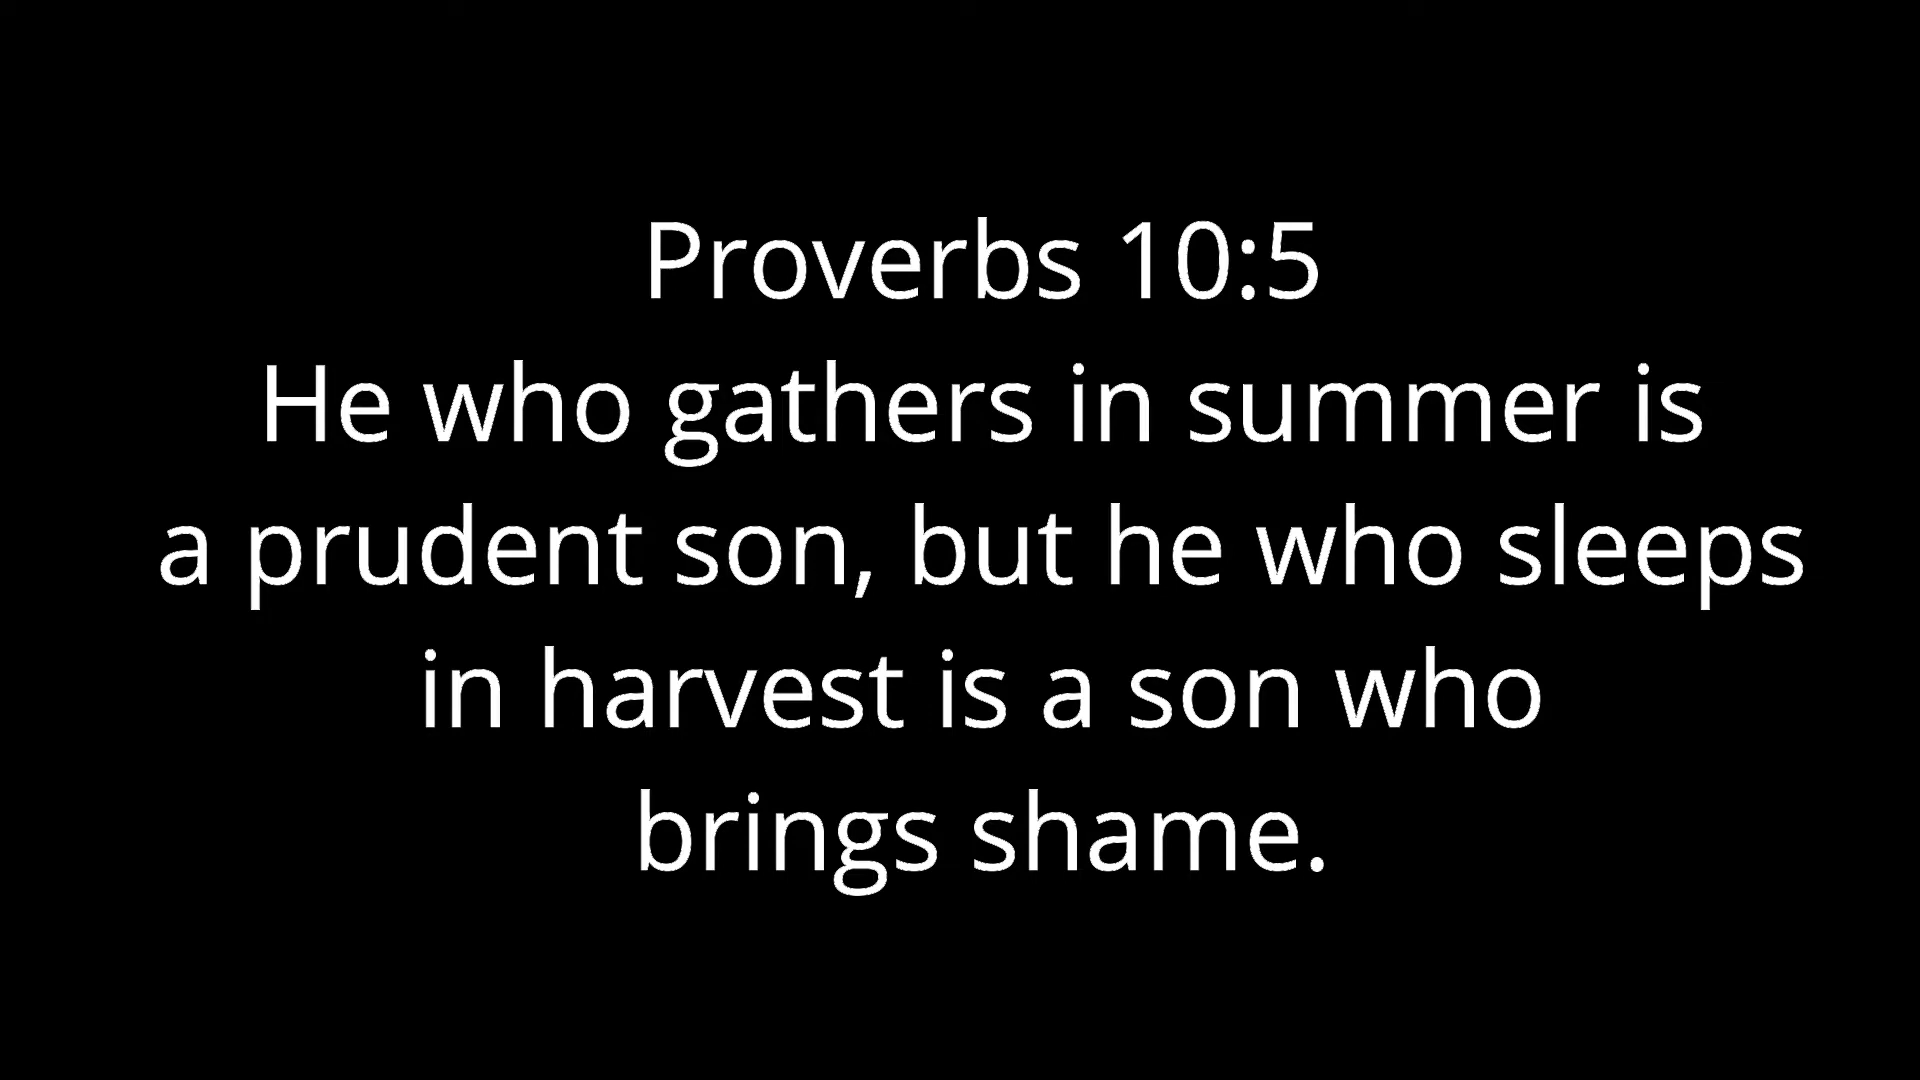 Proverbs 10:5
He who gathers in summer is
a prudent son, but he who sleeps
in harvest is a son who
brings shame.